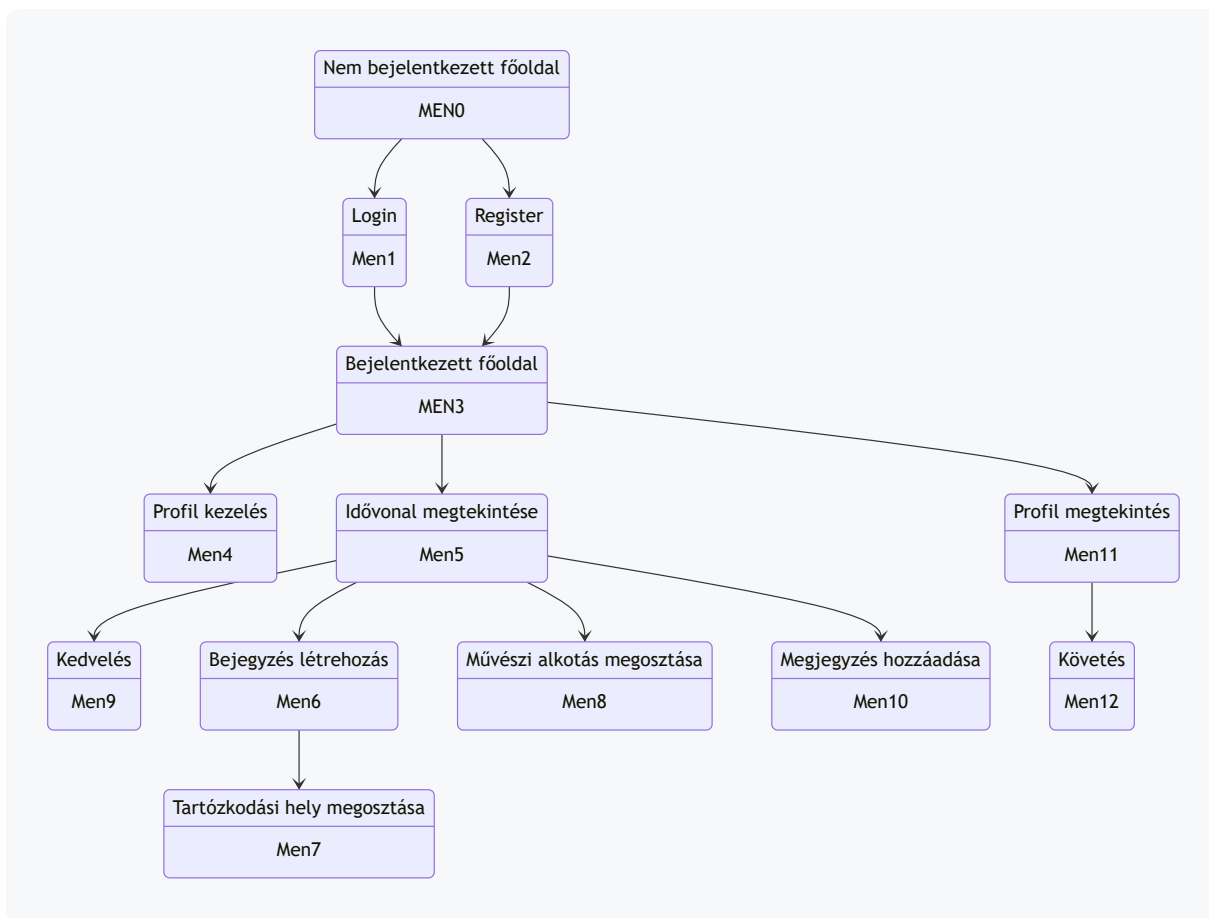 Nem bejelentkezett főoldal
MEN0
Login
Men1
Register
Men2
Bejelentkezett főoldal
MEN3
Profil kezelés
Men4
Idővonal megtekintése
Men5
Profil megtekintés
Men11
Kedvelés
Men9
Bejegyzés létrehozás
Men6
Művészi alkotás megosztása
Men8
Megjegyzés hozzáadása
Men10
Követés
Men12
Tartózkodási hely megosztása
Men7